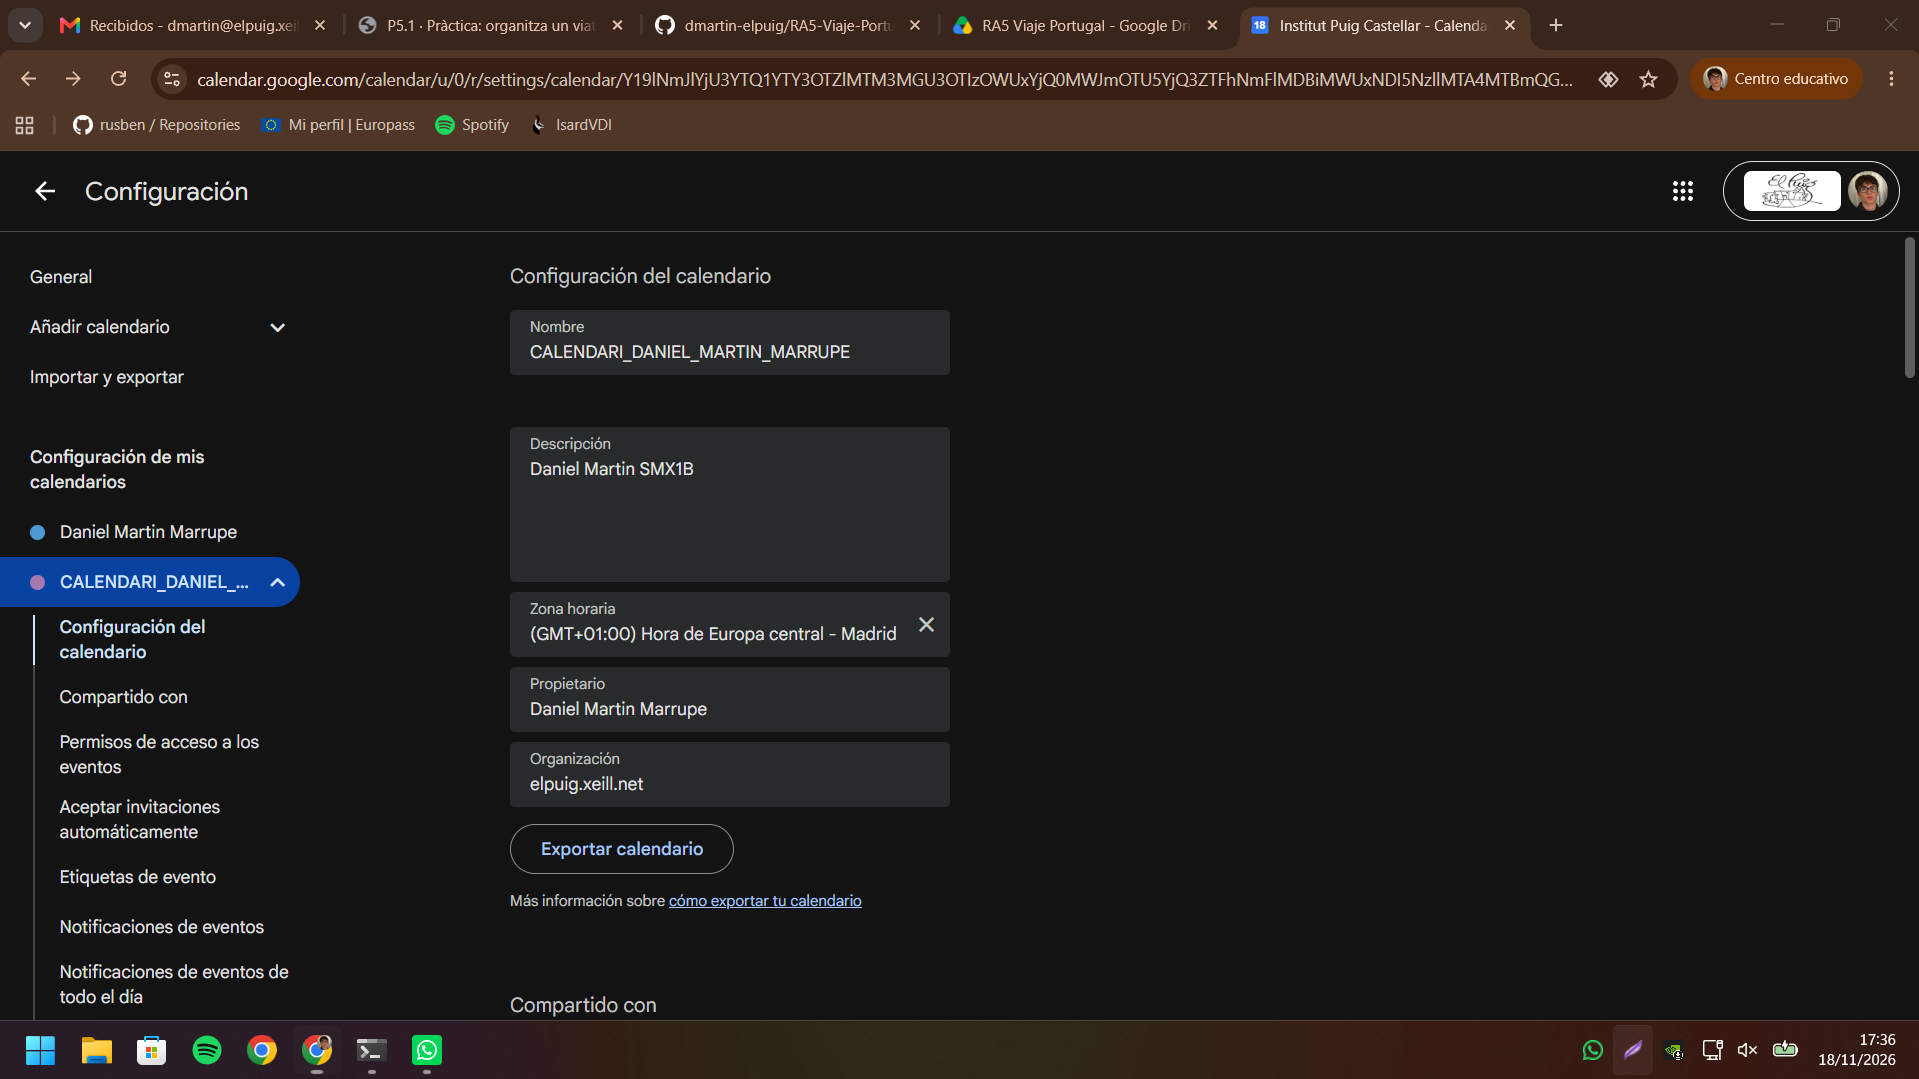 Recibidos - dmartin@elpuig.xeil
P5.1 · Pràctica: organitza un viat
dmartin-elpuig/RA5-Viaje-Portu
RA5 Viaje Portugal - Google Dri
18
Institut Puig Castellar - Calenda
calendar.google.com/calendar/u/0/r/settings/calendar/Y19lNmJlYjU3YTQ1YTY3OTZlMTM3MGU3OTIzOWUxYjQ0MWJmOTU5YjQ3ZTFhNmFlMDBiMWUxNDI5NzllMTA4MTBmQG...
Centro educativo
rusben / Repositories
Mi perfil | Europass
Spotify
IsardVDI
Configuración
El Puig
General
Añadir calendario
Importar y exportar
Configuración de mis
calendarios
Daniel Martin Marrupe
CALENDARI_DANIEL_...
Configuración del
calendario
Compartido con
Permisos de acceso a los
eventos
Aceptar invitaciones
automáticamente
Etiquetas de evento
Notificaciones de eventos
Notificaciones de eventos de
todo el día
Configuración del calendario
Nombre
CALENDARI_DANIEL_MARTIN_MARRUPE
Descripción
Daniel Martin SMX1B
Zona horaria
(GMT+01:00) Hora de Europa central - Madrid
Propietario
Daniel Martin Marrupe
Organización
elpuig.xeill.net
Exportar calendario
Más información sobre cómo exportar tu calendario
Compartido con
17:36
18/11/2026